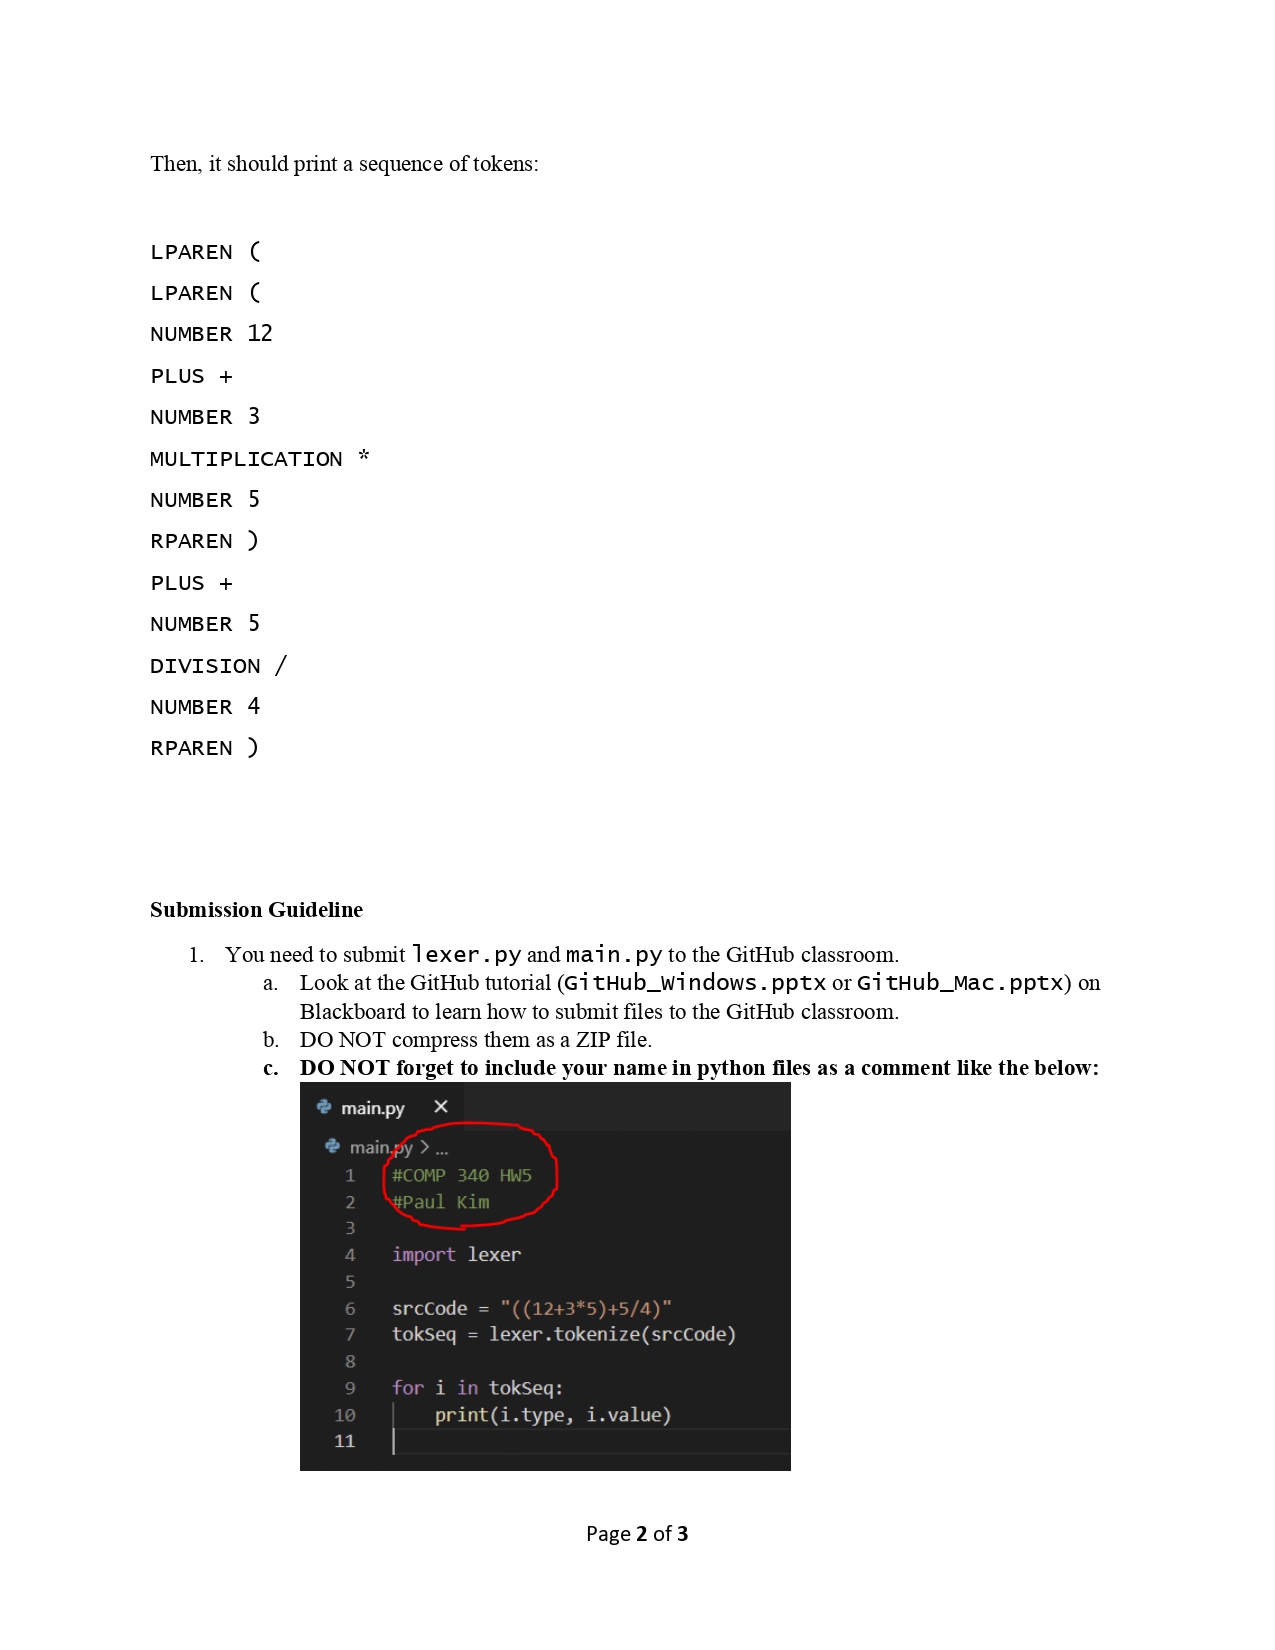 Then, it should print a sequence of tokens:
LPAREN (
LPAREN (
NUMBER 12
PLUS +
NUMBER 3
MULTIPLICATION *
NUMBER 5
RPAREN )
PLUS +
NUMBER 5
DIVISION /
NUMBER 4
RPAREN )
Submission Guideline
1. You need to submit lexer.py and main.py to the GitHub classroom.
a. Look at the GitHub tutorial (GitHub_Windows.pptx or GitHub_Mac.pptx) on
Blackboard to learn how to submit files to the GitHub classroom.
b. DO NOT compress them as a ZIP file.
c. DO NOT forget to include your name in python files as a comment like the below:
main.py ×
main.py > ...
1 #COMP 340 HW5
2 #Paul Kim
3
4 import lexer
5
6 srcCode = "((12+3*5)+5/4)"
7 tokSeq = lexer.tokenize(srcCode)
8
9 for i in tokSeq:
10 print(i.type, i.value)
11
Page 2 of 3